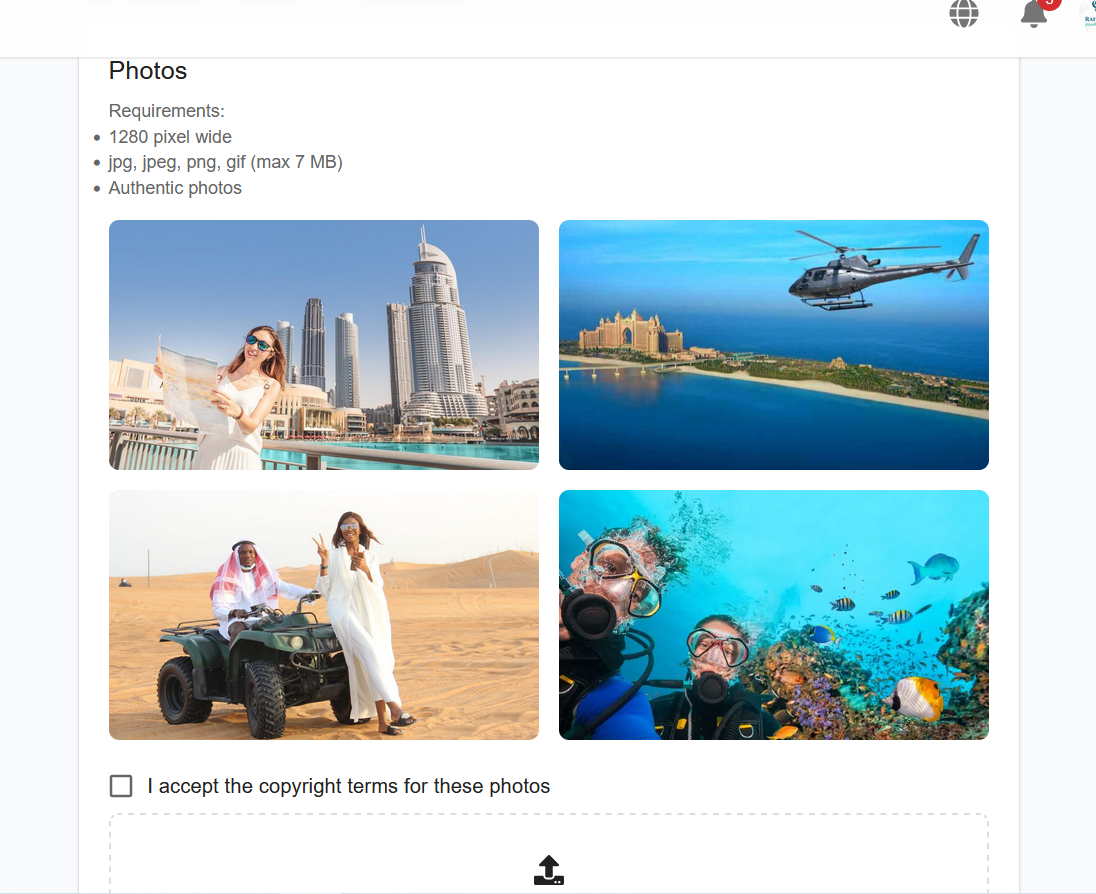 3
Photos
Requirements:
1280 pixel wide
jpg, jpeg, png, gif (max 7 MB)
Authentic photos
I accept the copyright terms for these photos